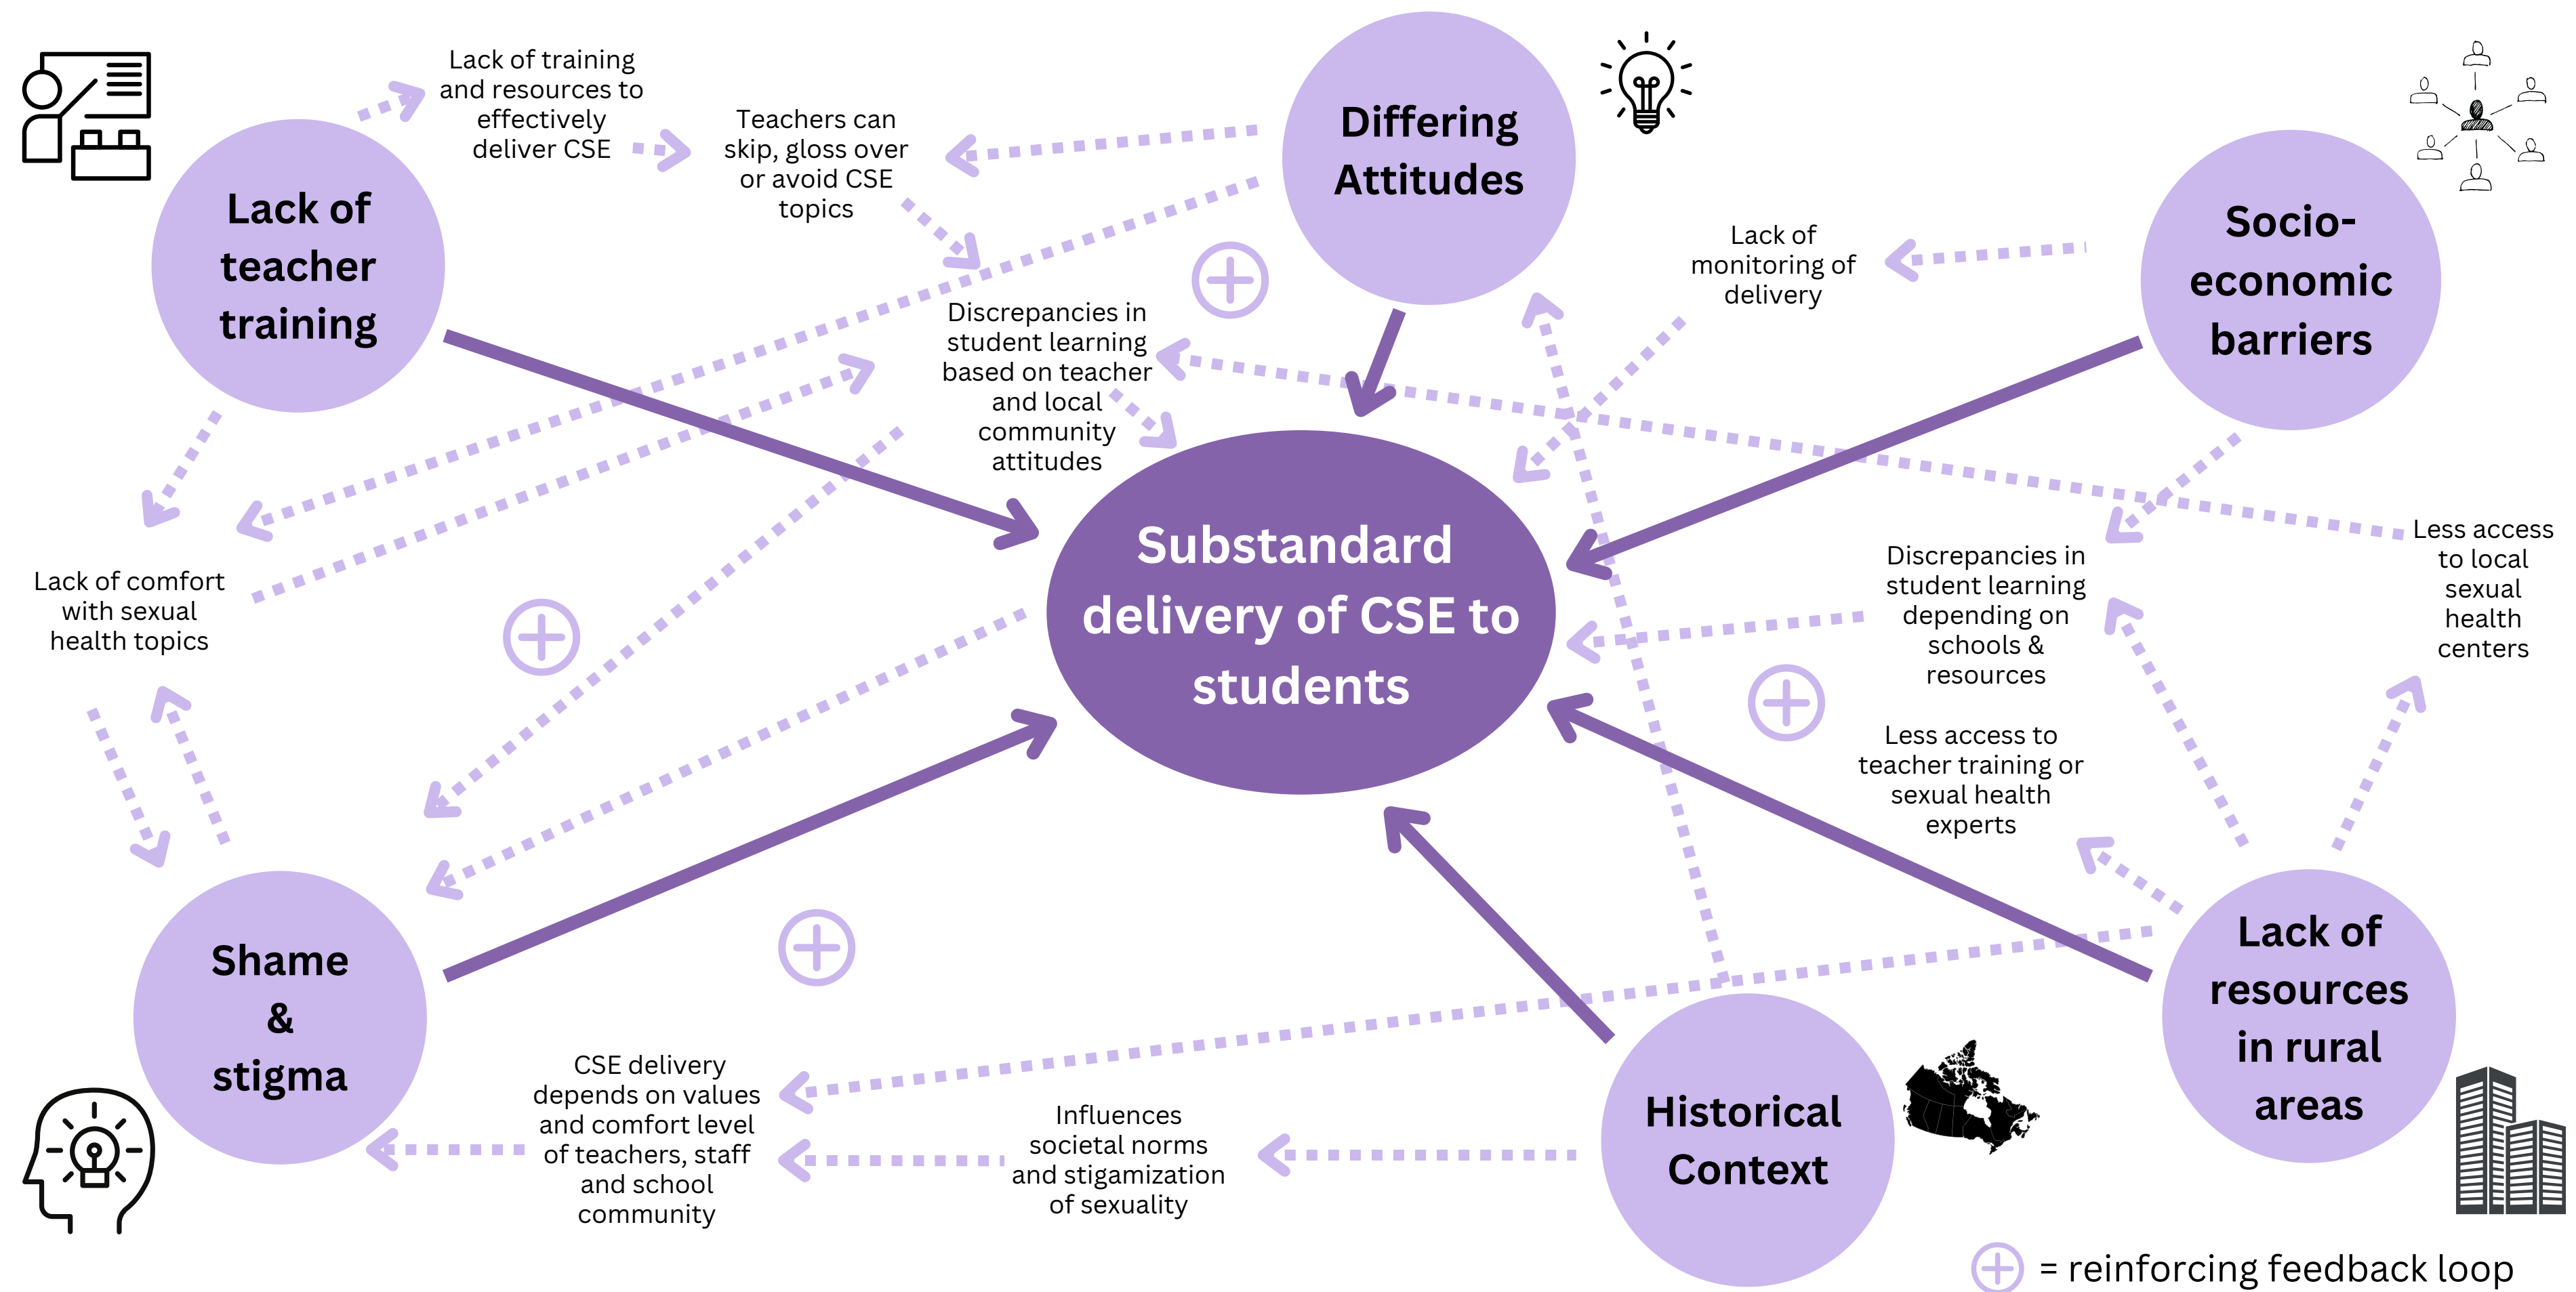 Lack of training
and resources to
effectively
deliver CSE
Teachers can
skip, gloss over
or avoid CSE
topics
Differing
Attitudes
Socio-
economic
barriers
Lack of
teacher
training
Lack of
monitoring of
delivery
Discrepancies in
student learning
based on teacher
and local
community
attitudes
Substandard
delivery of CSE to
students
Less access
to local
sexual
health
centers
Discrepancies in
student learning
depending on
schools &
resources
Lack of comfort
with sexual
health topics
Less access to
teacher training or
sexual health
experts
Shame
&
stigma
Lack of
resources
in rural
areas
CSE delivery
depends on values
and comfort level
of teachers, staff
and school
community
Influences
societal norms
and stigamization
of sexuality
Historical
Context
= reinforcing feedback loop